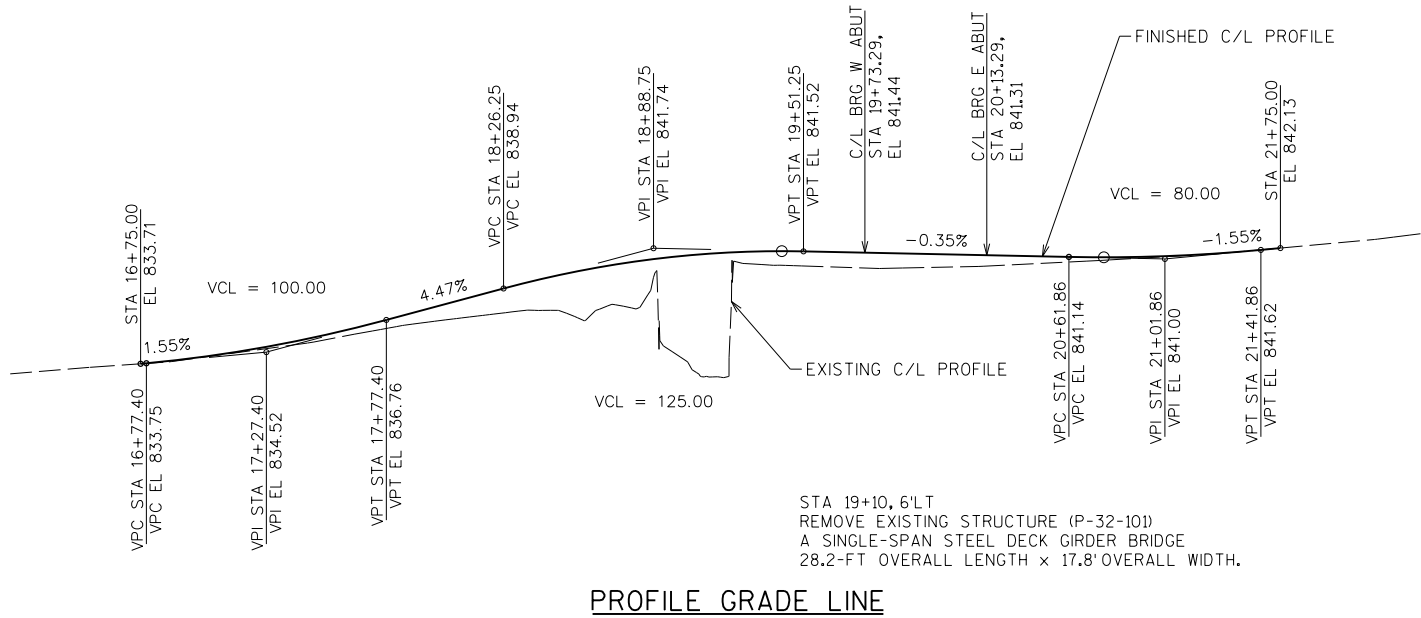 STA 16+75.00
EL 833.71
VCL = 100.00
1.55%
VPC STA 16+77.40
VPC EL 833.75
VPI STA 17+27.40
VPI EL 834.52
VPT STA 17+77.40
VPT EL 836.76
4.47%
VPC STA 18+26.25
VPC EL 838.94
VPI STA 18+88.75
VPI EL 841.74
VCL = 125.00
VPT STA 19+51.25
VPT EL 841.52
C/L BRG W ABUT
STA 19+73.29,
EL 841.44
-0.35%
C/L BRG E ABUT
STA 20+13.29,
EL 841.31
FINISHED C/L PROFILE
EXISTING C/L PROFILE
VPC STA 20+61.86
VPC EL 841.14
VPI STA 21+01.86
VPI EL 841.00
VCL = 80.00
-1.55%
VPT STA 21+41.86
VPT EL 841.62
STA 21+75.00
EL 842.13
STA 19+10, 6'LT
REMOVE EXISTING STRUCTURE (P-32-101)
A SINGLE-SPAN STEEL DECK GIRDER BRIDGE
28.2-FT OVERALL LENGTH x 17.8' OVERALL WIDTH.
PROFILE GRADE LINE